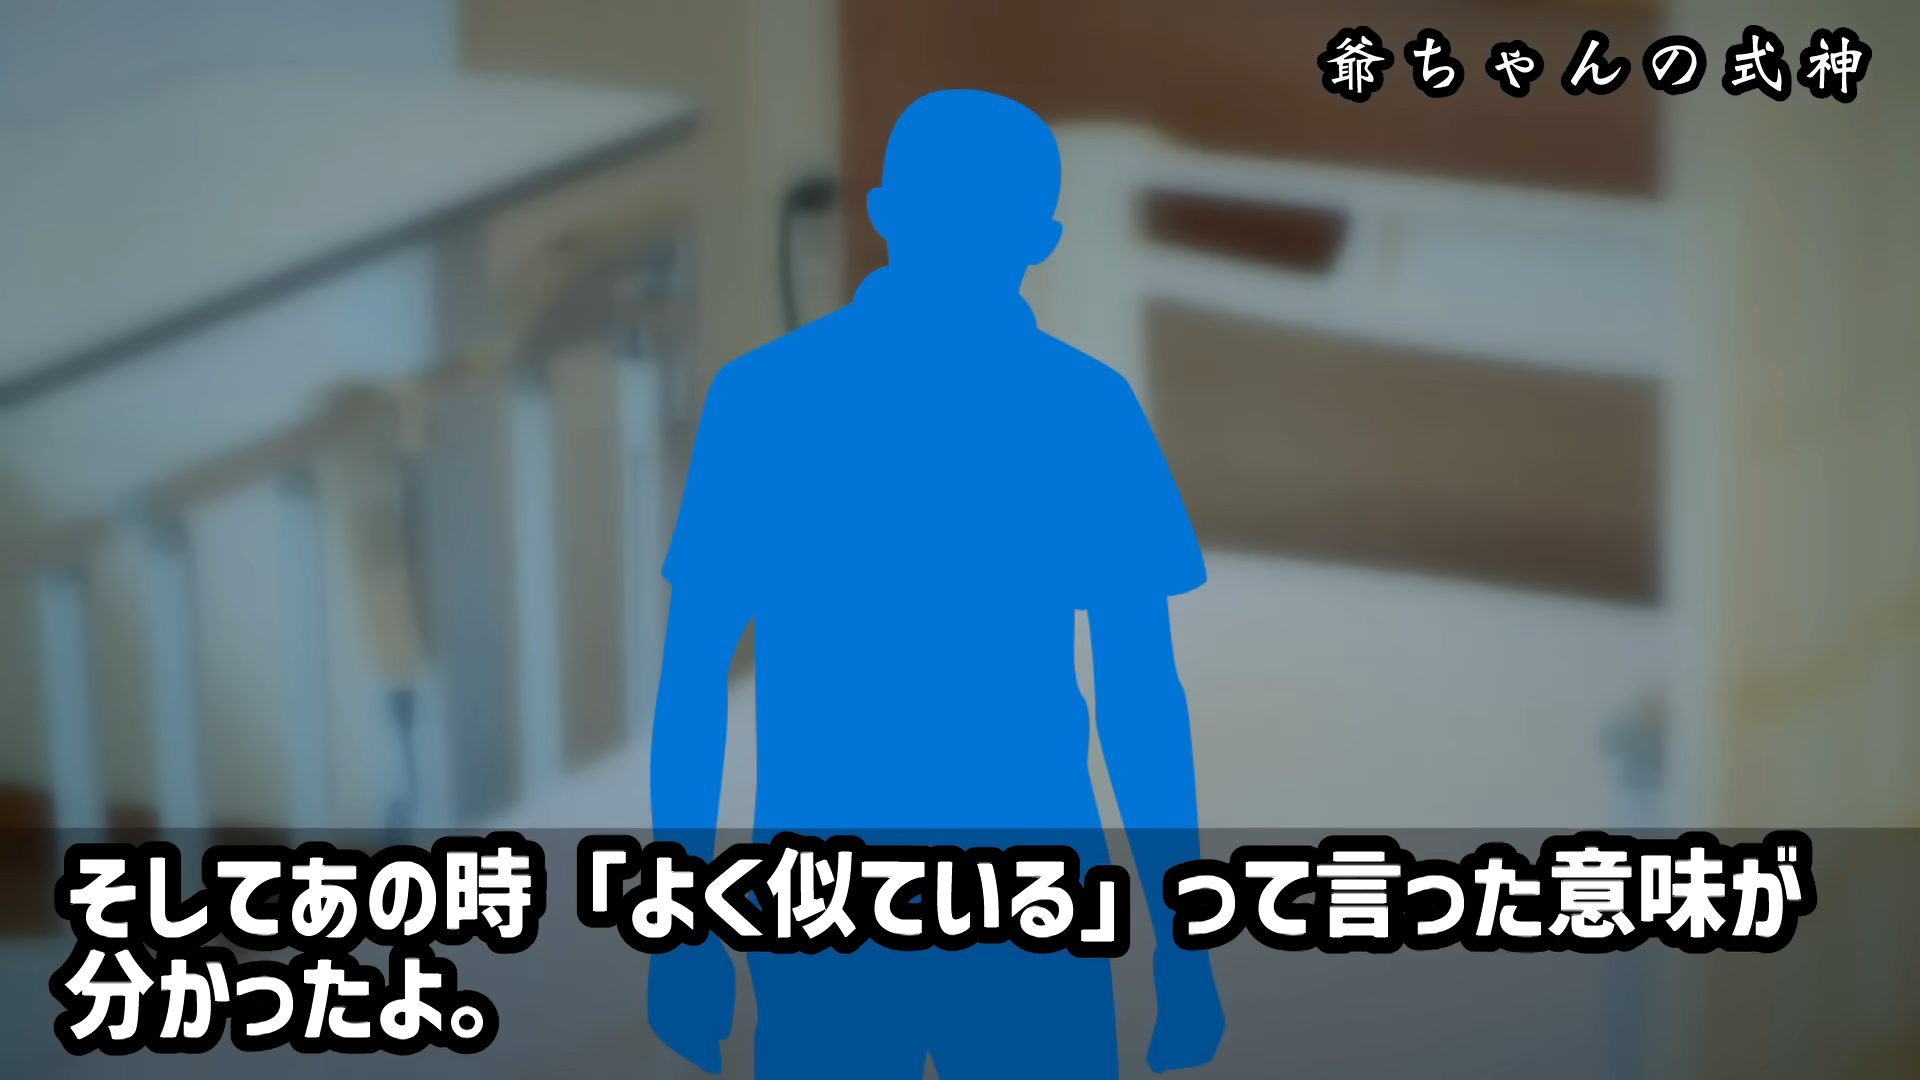 爺ちゃんの式神
そしてあの時「よく似ている」って言った意味が
分かったよ。